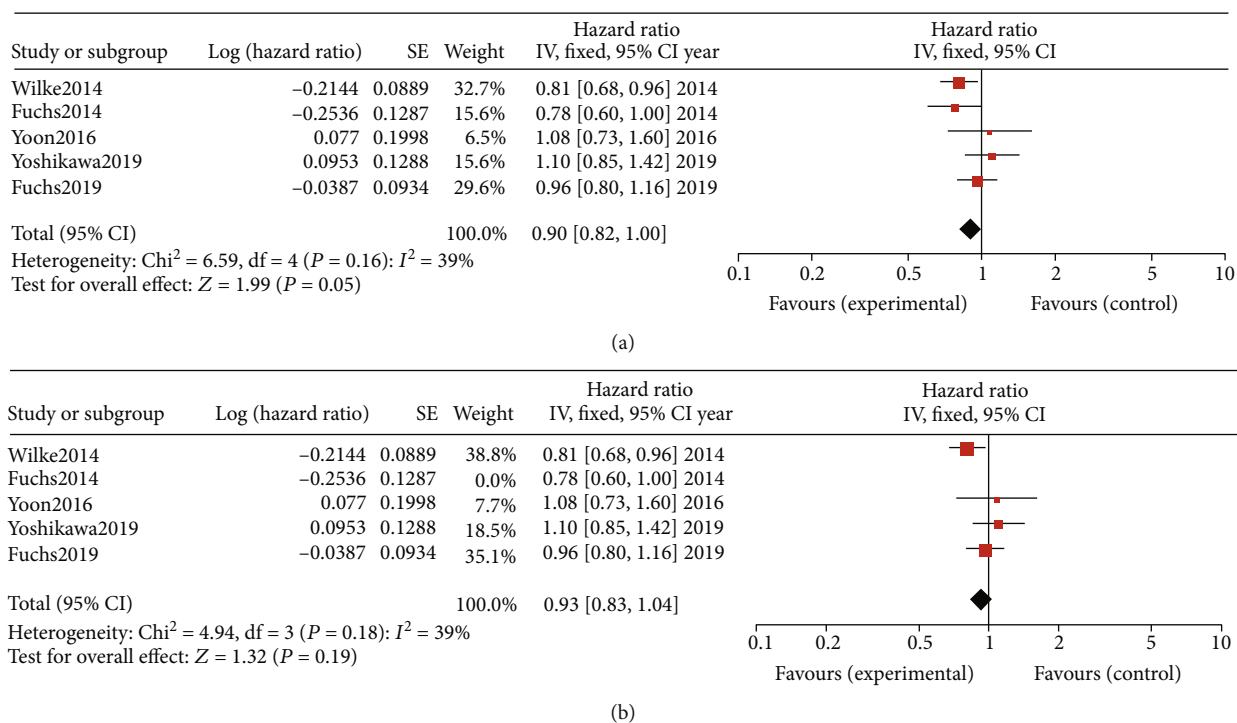 Hazard ratio Hazard ratio
Study or subgroup Log (hazard ratio) SE Weight IV, fixed, 95% CI year IV, fixed, 95% CI
Wilke2014 –0.2144 0.0889 32.7% 0.81 [0.68, 0.96] 2014
Fuchs2014 –0.2536 0.1287 15.6% 0.78 [0.60, 1.00] 2014
Yoon2016 0.077 0.1998 6.5% 1.08 [0.73, 1.60] 2016
Yoshikawa2019 0.0953 0.1288 15.6% 1.10 [0.85, 1.42] 2019
Fuchs2019 –0.0387 0.0934 29.6% 0.96 [0.80, 1.16] 2019
Total (95% CI) 100.0% 0.90 [0.82, 1.00]
Heterogeneity: Chi² = 6.59, df = 4 (P = 0.16): I² = 39%
Test for overall effect: Z = 1.99 (P = 0.05)
0.1 0.2 0.5 1 2 5 10
Favours (experimental) Favours (control)
(a)
Hazard ratio Hazard ratio
Study or subgroup Log (hazard ratio) SE Weight IV, fixed, 95% CI year IV, fixed, 95% CI
Wilke2014 –0.2144 0.0889 38.8% 0.81 [0.68, 0.96] 2014
Fuchs2014 –0.2536 0.1287 0.0% 0.78 [0.60, 1.00] 2014
Yoon2016 0.077 0.1998 7.7% 1.08 [0.73, 1.60] 2016
Yoshikawa2019 0.0953 0.1288 18.5% 1.10 [0.85, 1.42] 2019
Fuchs2019 –0.0387 0.0934 35.1% 0.96 [0.80, 1.16] 2019
Total (95% CI) 100.0% 0.93 [0.83, 1.04]
Heterogeneity: Chi² = 4.94, df = 3 (P = 0.18): I² = 39%
Test for overall effect: Z = 1.32 (P = 0.19)
0.1 0.2 0.5 1 2 5 10
Favours (experimental) Favours (control)
(b)